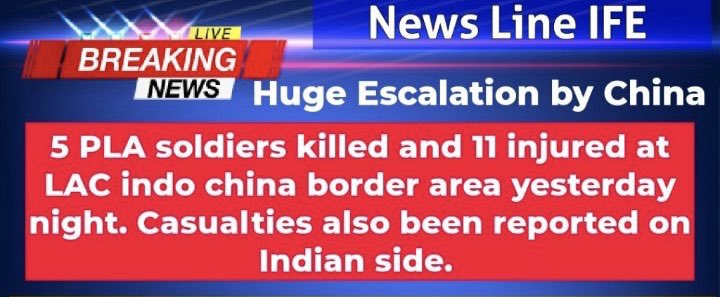 News Line IFE
LIVE
BREAKING
NEWS
Huge Escalation by China
5 PLA soldiers killed and 11 injured at
LAC indo china border area yesterday
night. Casualties also been reported on
Indian side.